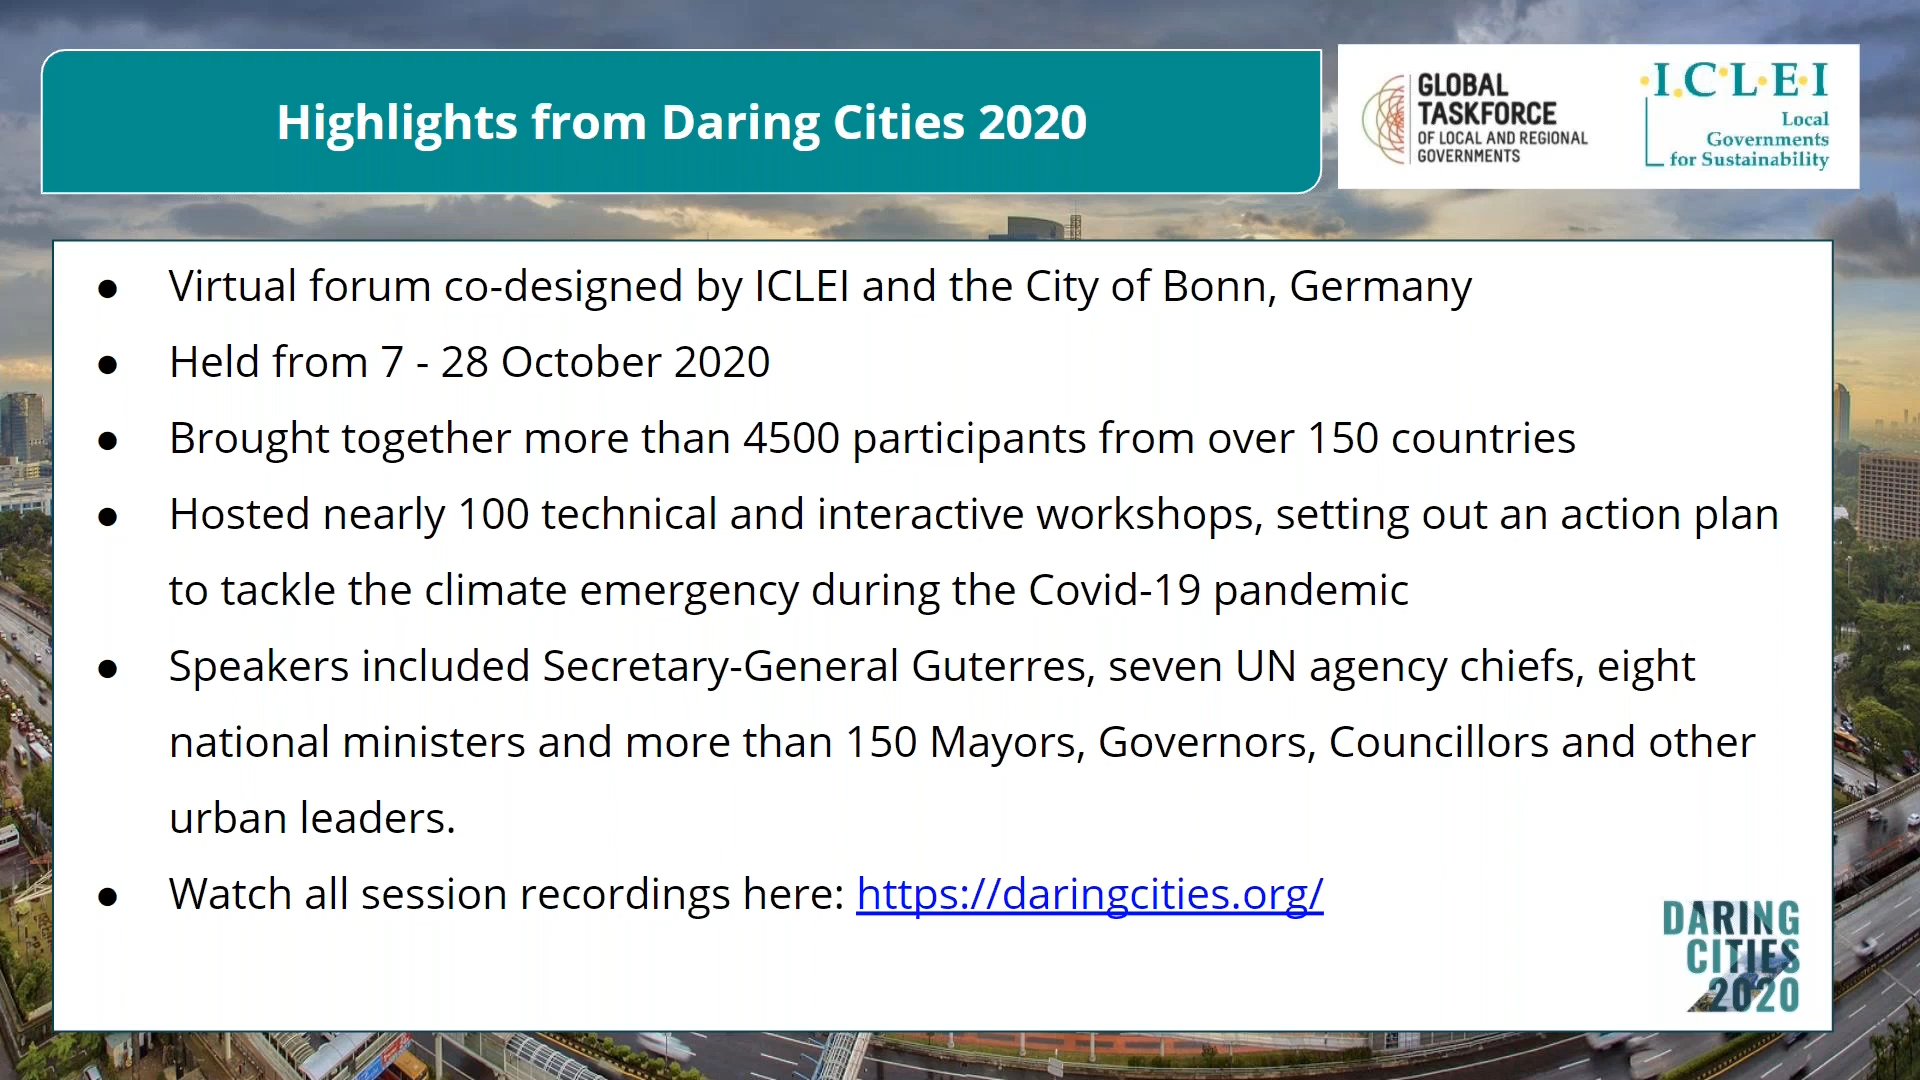 Highlights from Daring Cities 2020
GLOBAL
TASKFORCE
OF LOCAL AND REGIONAL
GOVERNMENTS
I.C.L.E.I
Local
Governments
for Sustainability
● Virtual forum co-designed by ICLEI and the City of Bonn, Germany
● Held from 7 - 28 October 2020
● Brought together more than 4500 participants from over 150 countries
● Hosted nearly 100 technical and interactive workshops, setting out an action plan
to tackle the climate emergency during the Covid-19 pandemic
● Speakers included Secretary-General Guterres, seven UN agency chiefs, eight
national ministers and more than 150 Mayors, Governors, Councillors and other
urban leaders.
● Watch all session recordings here: https://daringcities.org/
DARING
CITIES
2020